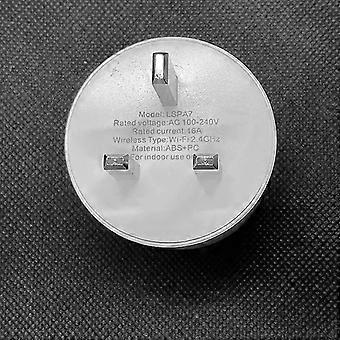 Model:LSPA7
Rated voltage:AC 100-240V
Rated current:16A
Wireless Type:Wi-Fi 2.4GHz
Material:ABS+PC
For indoor use only